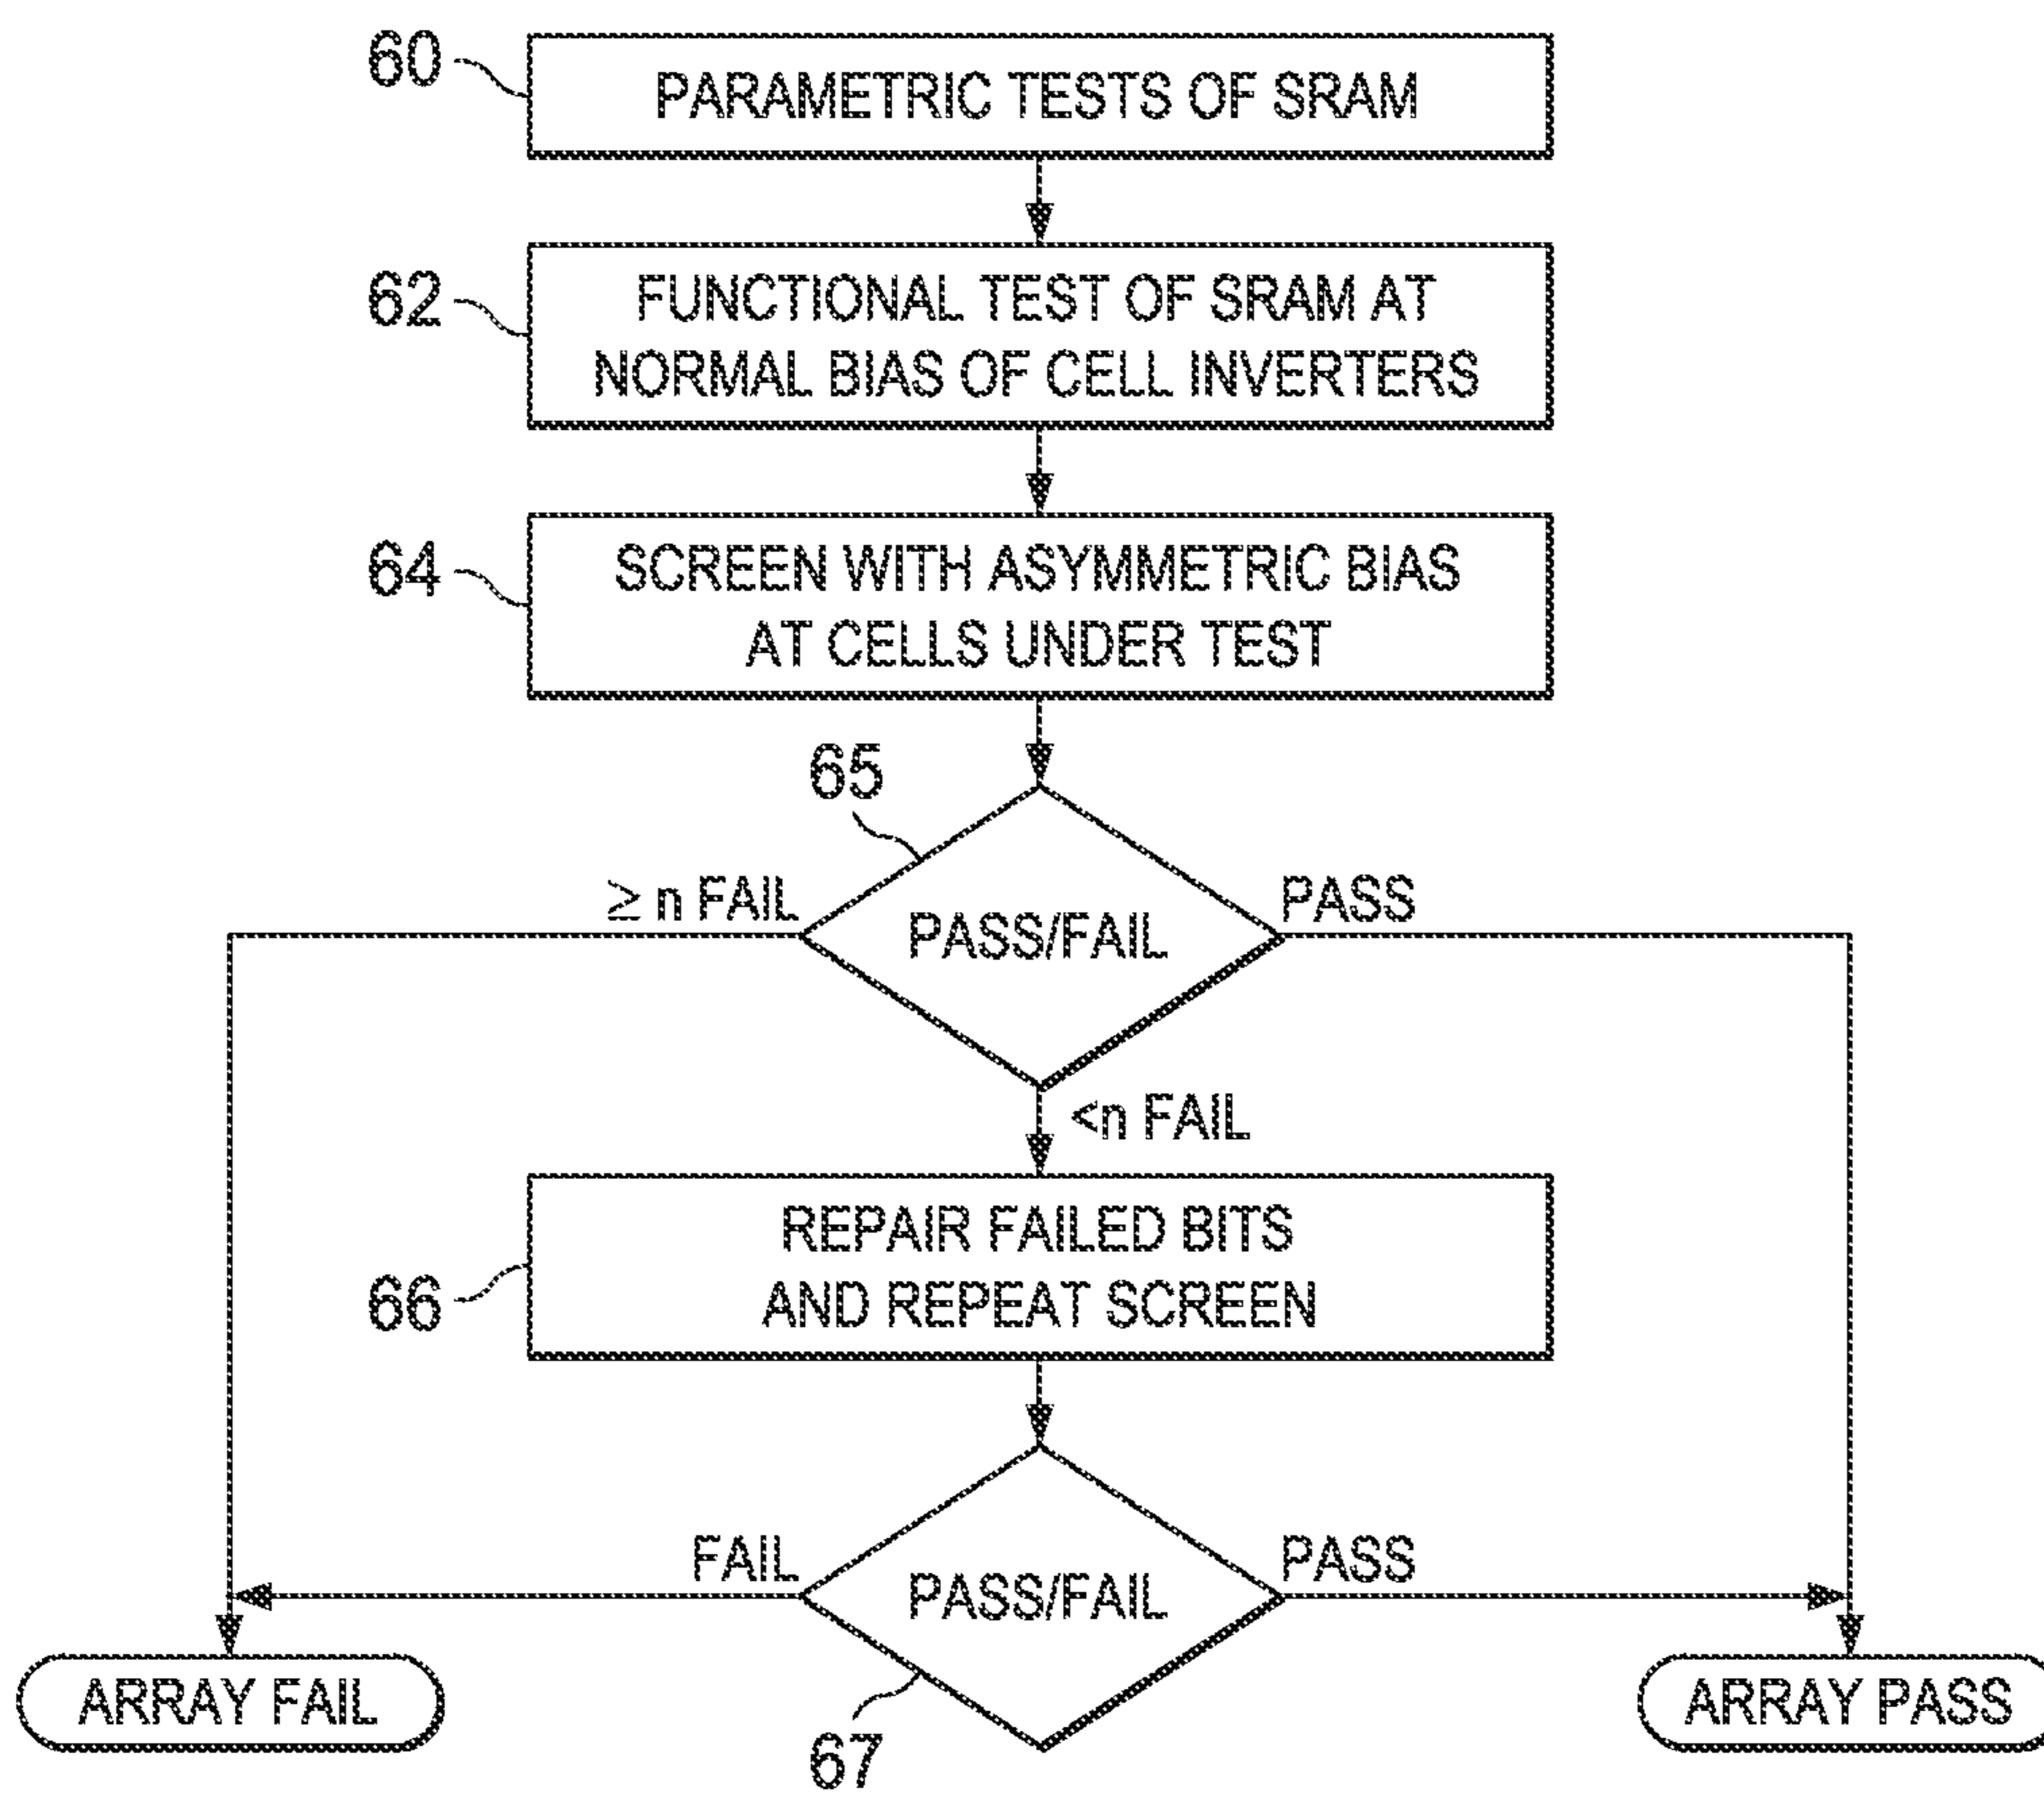 60
PARAMETRIC TESTS OF SRAM
62
FUNCTIONAL TEST OF SRAM AT
NORMAL BIAS OF CELL INVERTERS
64
SCREEN WITH ASYMMETRIC BIAS
AT CELLS UNDER TEST
65
≥ n FAIL
PASS/FAIL
PASS
<n FAIL
66
REPAIR FAILED BITS
AND REPEAT SCREEN
FAIL
PASS/FAIL
PASS
ARRAY FAIL
67
ARRAY PASS